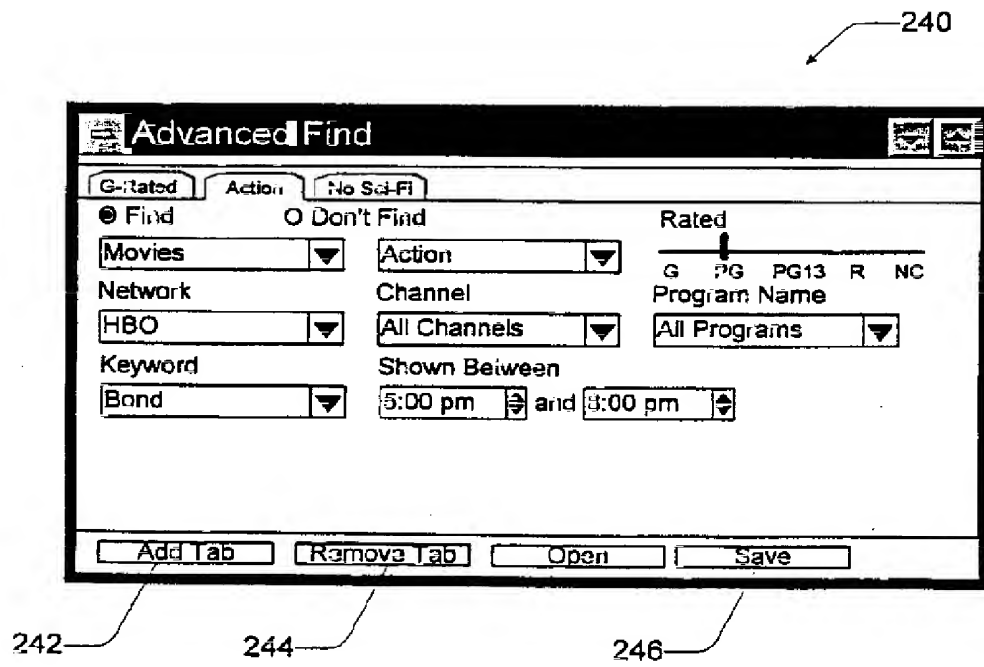 240
Advanced Find
G-Rated Action No Sci-Fi
Find Don't Find Rated
Movies Action
G PG PG13 R NC
Network Channel Program Name
HBO All Channels All Programs
Keyword Shown Between
Bond 5:00 pm and 8:00 pm
Add Tab Remove Tab Open Save
242 244 246